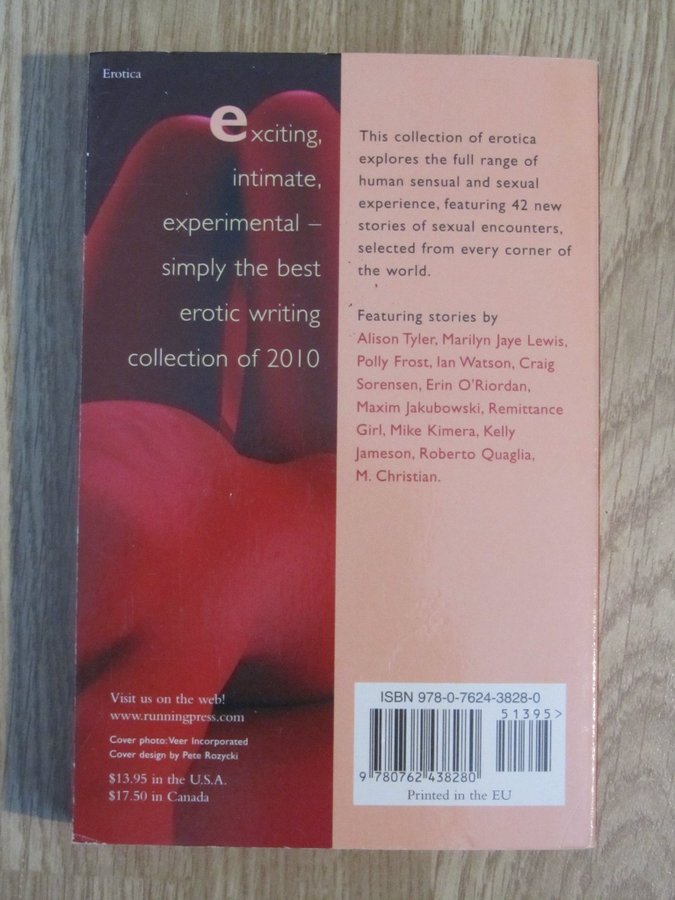 Erotica
exciting,
intimate,
experimental –
simply the best
erotic writing
collection of 2010
This collection of erotica
explores the full range of
human sensual and sexual
experience, featuring 42 new
stories of sexual encounters,
selected from every corner of
the world.
Featuring stories by
Alison Tyler, Marilyn Jaye Lewis,
Polly Frost, Ian Watson, Craig
Sorensen, Erin O'Riordan,
Maxim Jakubowski, Remittance
Girl, Mike Kimera, Kelly
Jameson, Roberto Quaglia,
M. Christian.
Visit us on the web!
www.runningpress.com
Cover photo: Veer Incorporated
Cover design by Pete Rozycki
$13.95 in the U.S.A.
$17.50 in Canada
ISBN 978-0-7624-3828-0
51395>
9 780762 438280
Printed in the EU